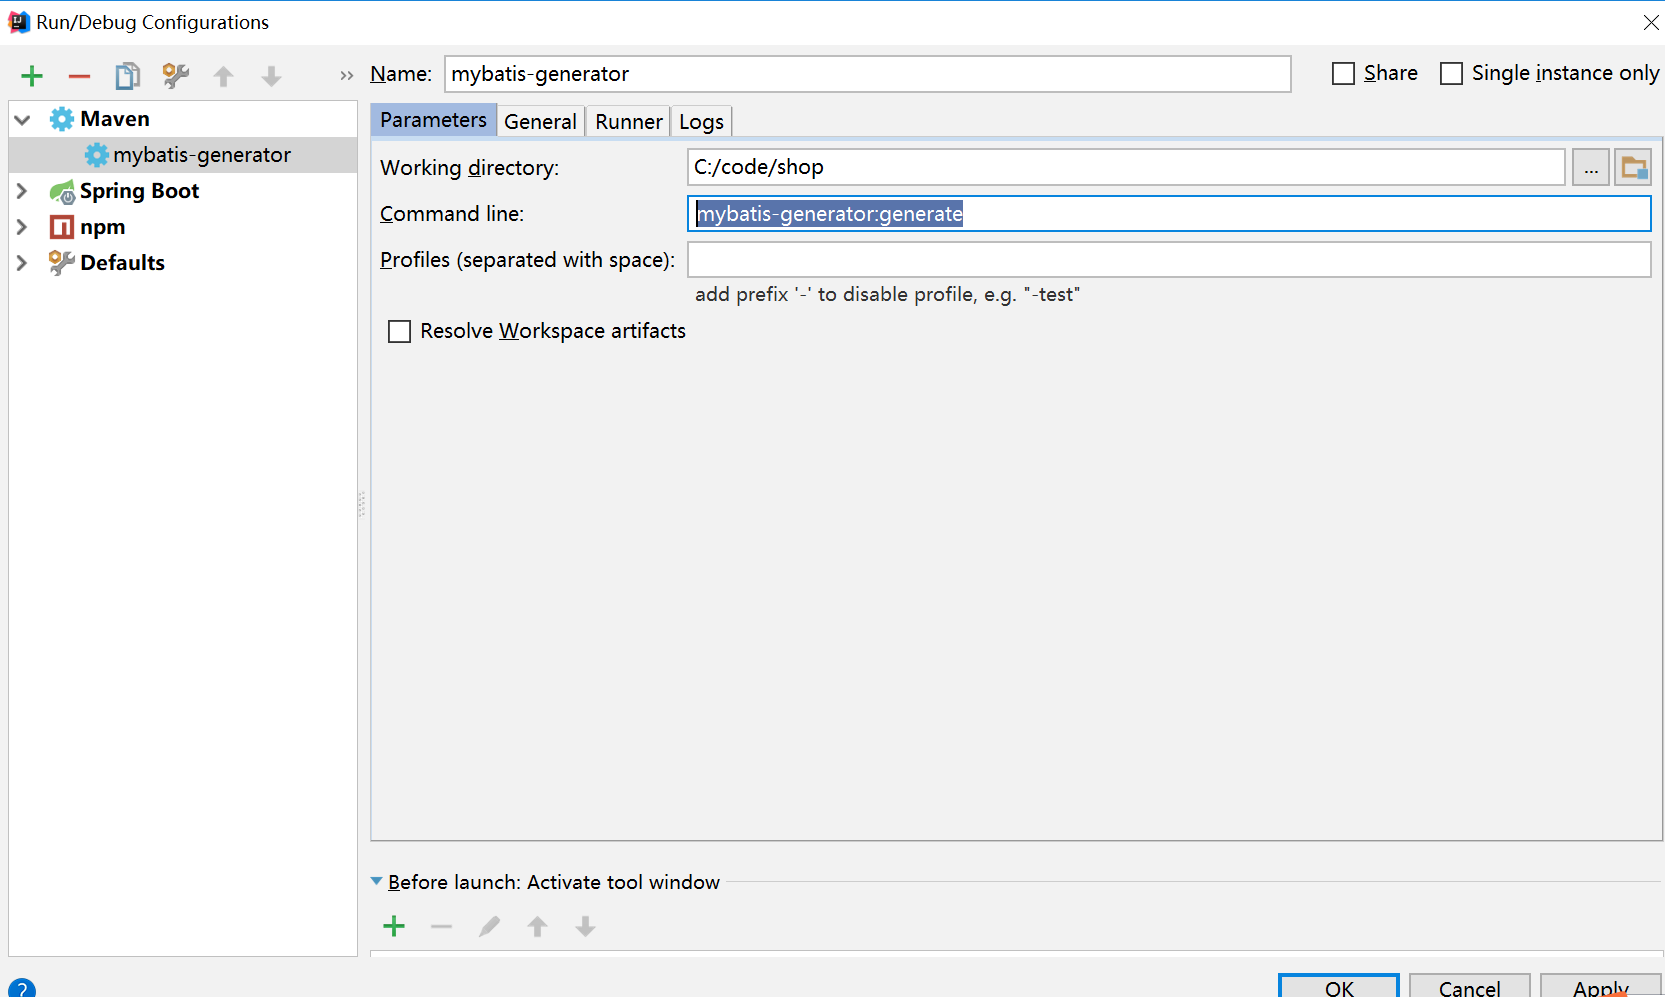 Run/Debug Configurations
»
Name: mybatis-generator
Share
Single instance only
Maven
mybatis-generator
Spring Boot
npm
Defaults
Parameters General Runner Logs
Working directory: C:/code/shop ...
Command line: mybatis-generator:generate
Profiles (separated with space):
add prefix '-' to disable profile, e.g. "-test"
Resolve Workspace artifacts
Before launch: Activate tool window
?
OK Cancel Apply